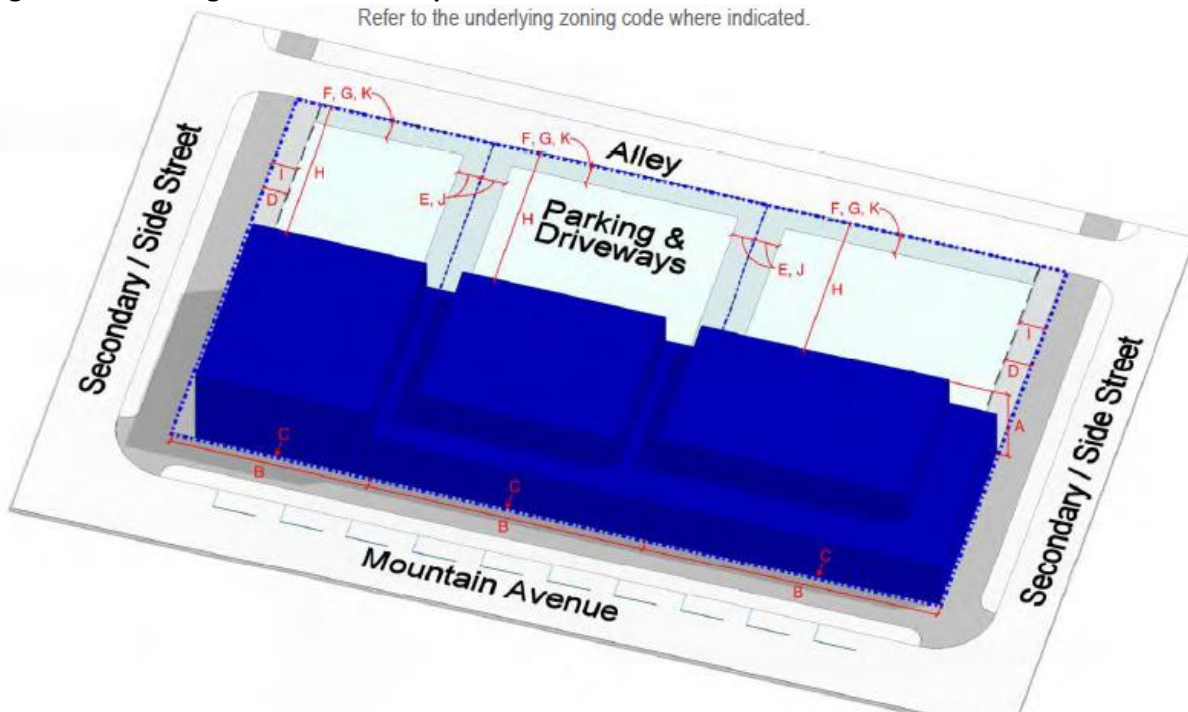 Refer to the underlying zoning code where indicated.
F, G, K
F, G, K
Alley
F, G, K
I
D
H
E, J
H
Parking &
Driveways
E, J
H
I
D
A
Secondary / Side Street
Secondary / Side Street
C
B
C
B
C
B
Mountain Avenue